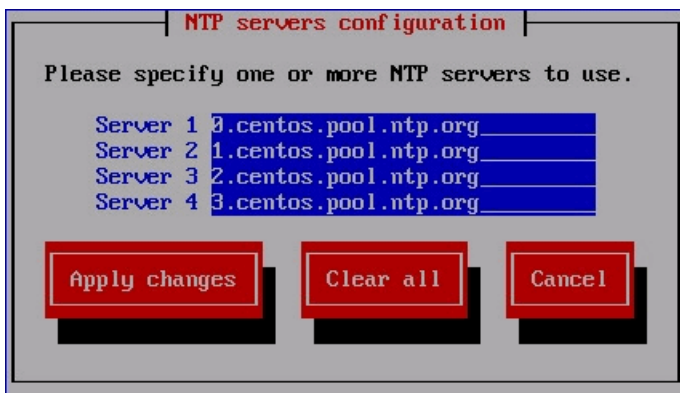 NTP servers configuration
Please specify one or more NTP servers to use.
Server 1 0.centos.pool.ntp.org
Server 2 1.centos.pool.ntp.org
Server 3 2.centos.pool.ntp.org
Server 4 3.centos.pool.ntp.org
Apply changes Clear all Cancel